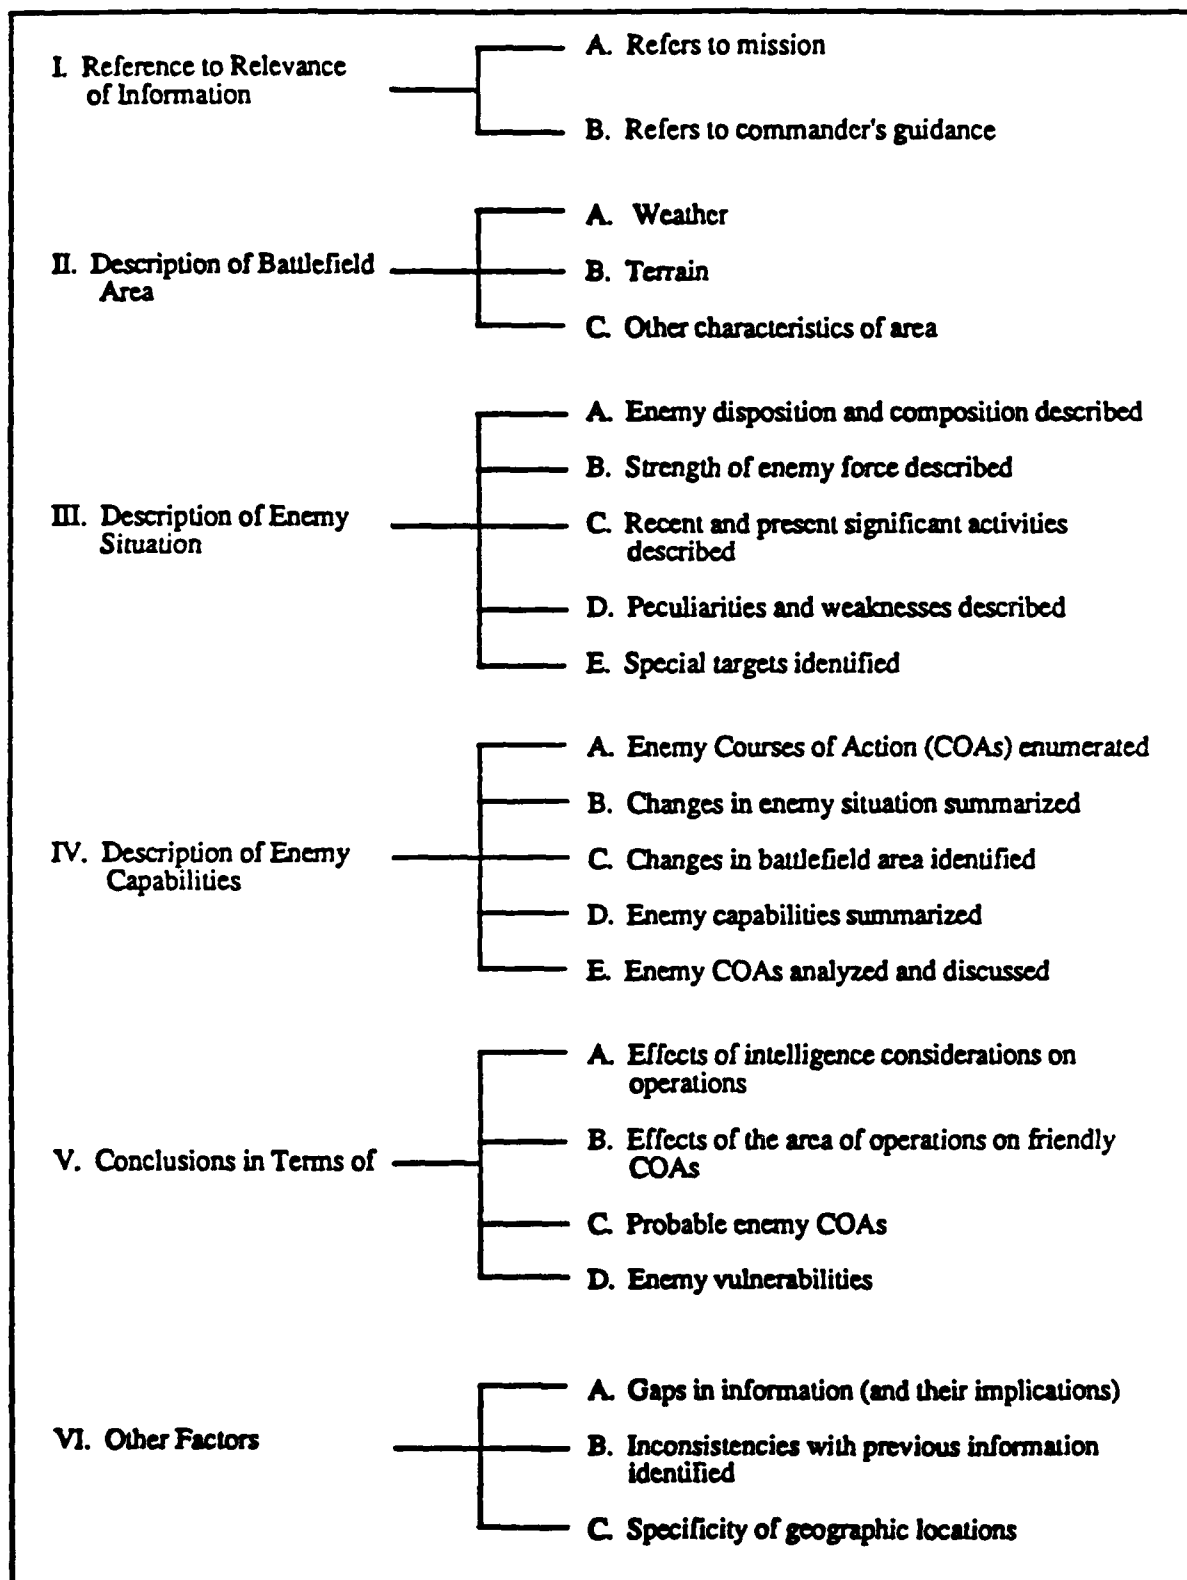 I. Reference to Relevance
of Information
A. Refers to mission
B. Refers to commander's guidance
II. Description of Battlefield
Area
A. Weather
B. Terrain
C. Other characteristics of area
III. Description of Enemy
Situation
A. Enemy disposition and composition described
B. Strength of enemy force described
C. Recent and present significant activities
described
D. Peculiarities and weaknesses described
E. Special targets identified
IV. Description of Enemy
Capabilities
A. Enemy Courses of Action (COAs) enumerated
B. Changes in enemy situation summarized
C. Changes in battlefield area identified
D. Enemy capabilities summarized
E. Enemy COAs analyzed and discussed
V. Conclusions in Terms of
A. Effects of intelligence considerations on
operations
B. Effects of the area of operations on friendly
COAs
C. Probable enemy COAs
D. Enemy vulnerabilities
VI. Other Factors
A. Gaps in information (and their implications)
B. Inconsistencies with previous information
identified
C. Specificity of geographic locations